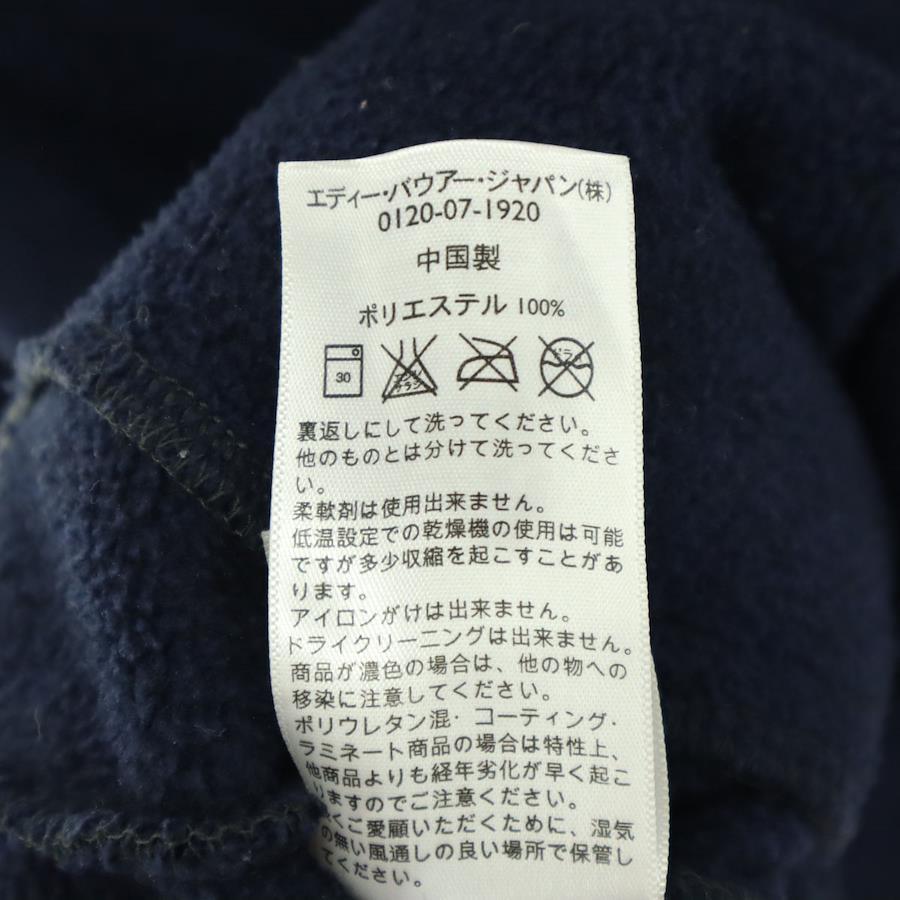 エディー・バウアー・ジャパン(株)
0120-07-1920
中国製
ポリエステル 100%
30 エンソ サラシ ドライ
裏返しにして洗ってください。
他のものとは分けて洗ってくださ
い。
柔軟剤は使用出来ません。
低温設定での乾燥機の使用は可能
ですが多少収縮を起こすことがあ
ります。
アイロンがけは出来ません。
ドライクリーニングは出来ません。
商品が濃色の場合は、他の物への
移染に注意してください。
ポリウレタン混・コーティング・
ラミネート商品の場合は特性上、
他商品よりも経年劣化が早く起こ
りますのでご注意ください。
くご愛顧いただくために、湿気
の無い風通しの良い場所で保管し
てください。